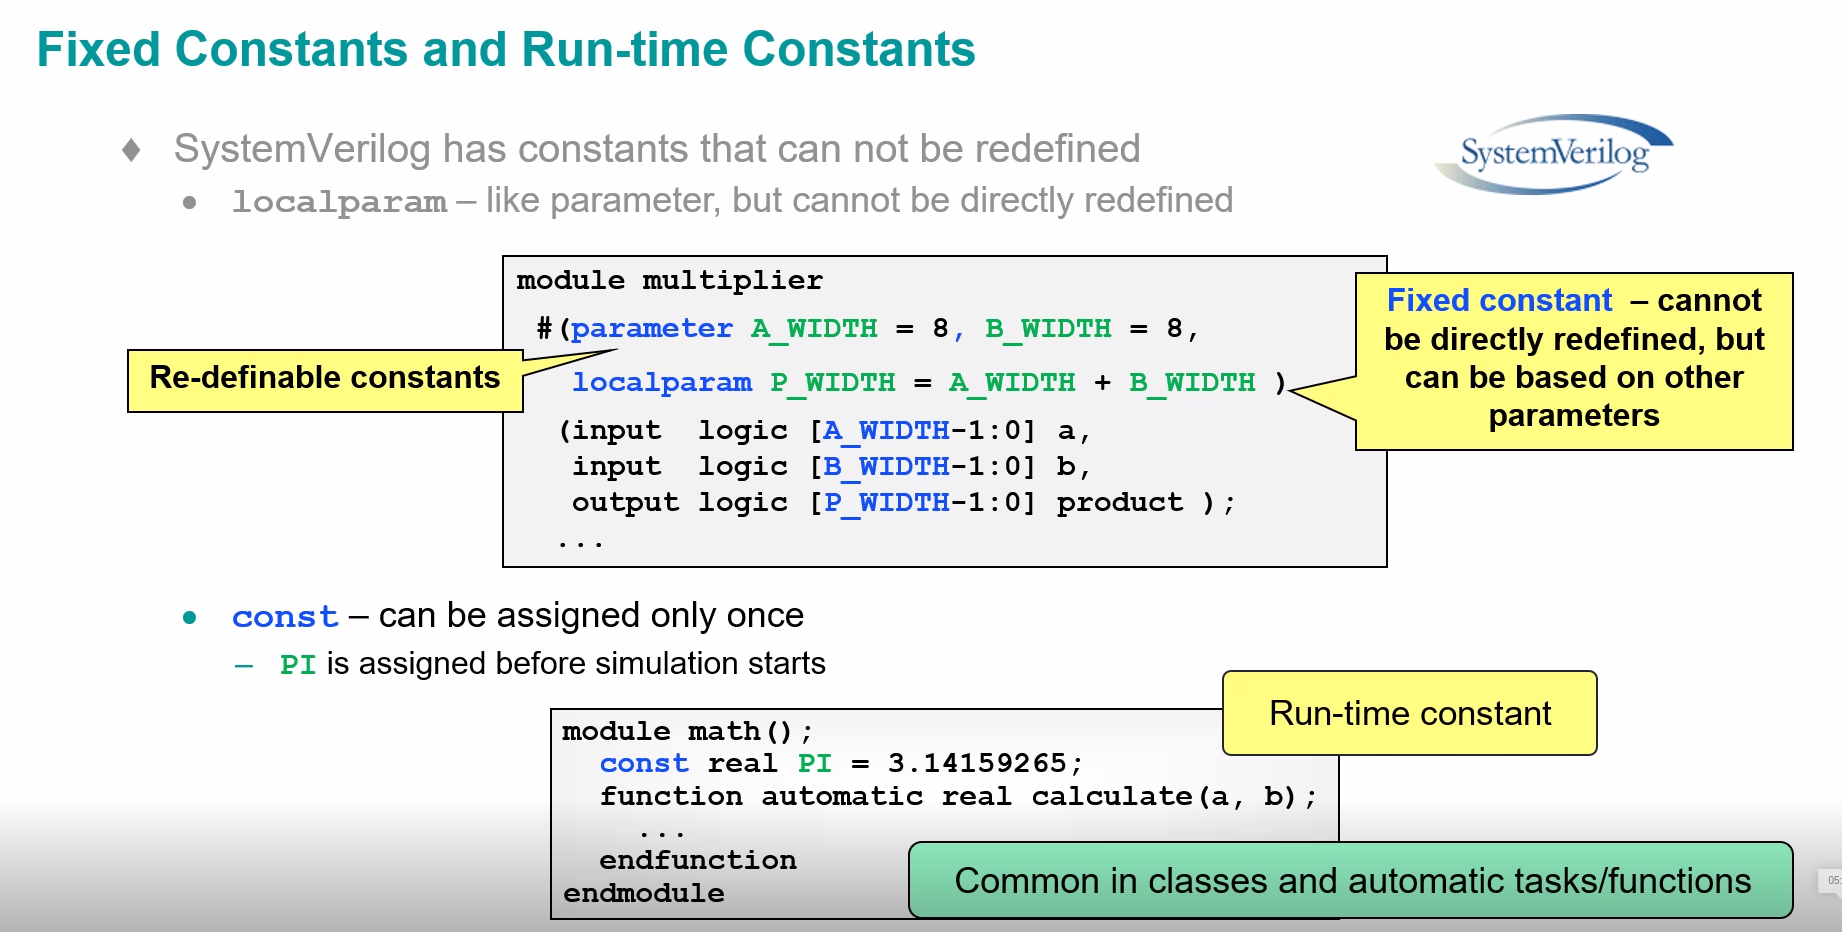 Fixed Constants and Run-time Constants
♦ SystemVerilog has constants that can not be redefined
SystemVerilog
• localparam – like parameter, but cannot be directly redefined
module multiplier
#(parameter A_WIDTH = 8, B_WIDTH = 8,
localparam P_WIDTH = A_WIDTH + B_WIDTH )
(input logic [A_WIDTH-1:0] a,
input logic [B_WIDTH-1:0] b,
output logic [P_WIDTH-1:0] product );
...
Re-definable constants
Fixed constant – cannot
be directly redefined, but
can be based on other
parameters
• const – can be assigned only once
– PI is assigned before simulation starts
Run-time constant
module math();
const real PI = 3.14159265;
function automatic real calculate(a, b);
...
endfunction
endmodule
Common in classes and automatic tasks/functions
05: